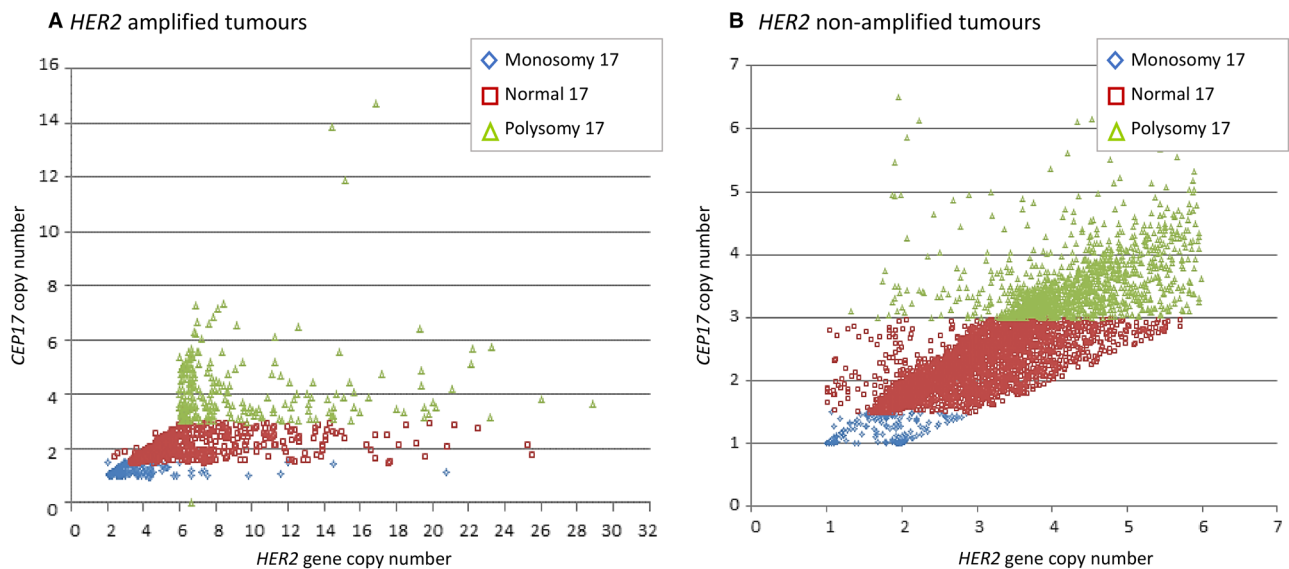 A HER2 amplified tumours
Monosomy 17
Normal 17
Polysomy 17
16
14
12
10
8
6
4
2
0
CEP17 copy number
0 2 4 6 8 10 12 14 16 18 20 22 24 26 28 30 32
HER2 gene copy number
B HER2 non-amplified tumours
Monosomy 17
Normal 17
Polysomy 17
7
6
5
4
3
2
1
0
CEP17 copy number
0 1 2 3 4 5 6 7
HER2 gene copy number